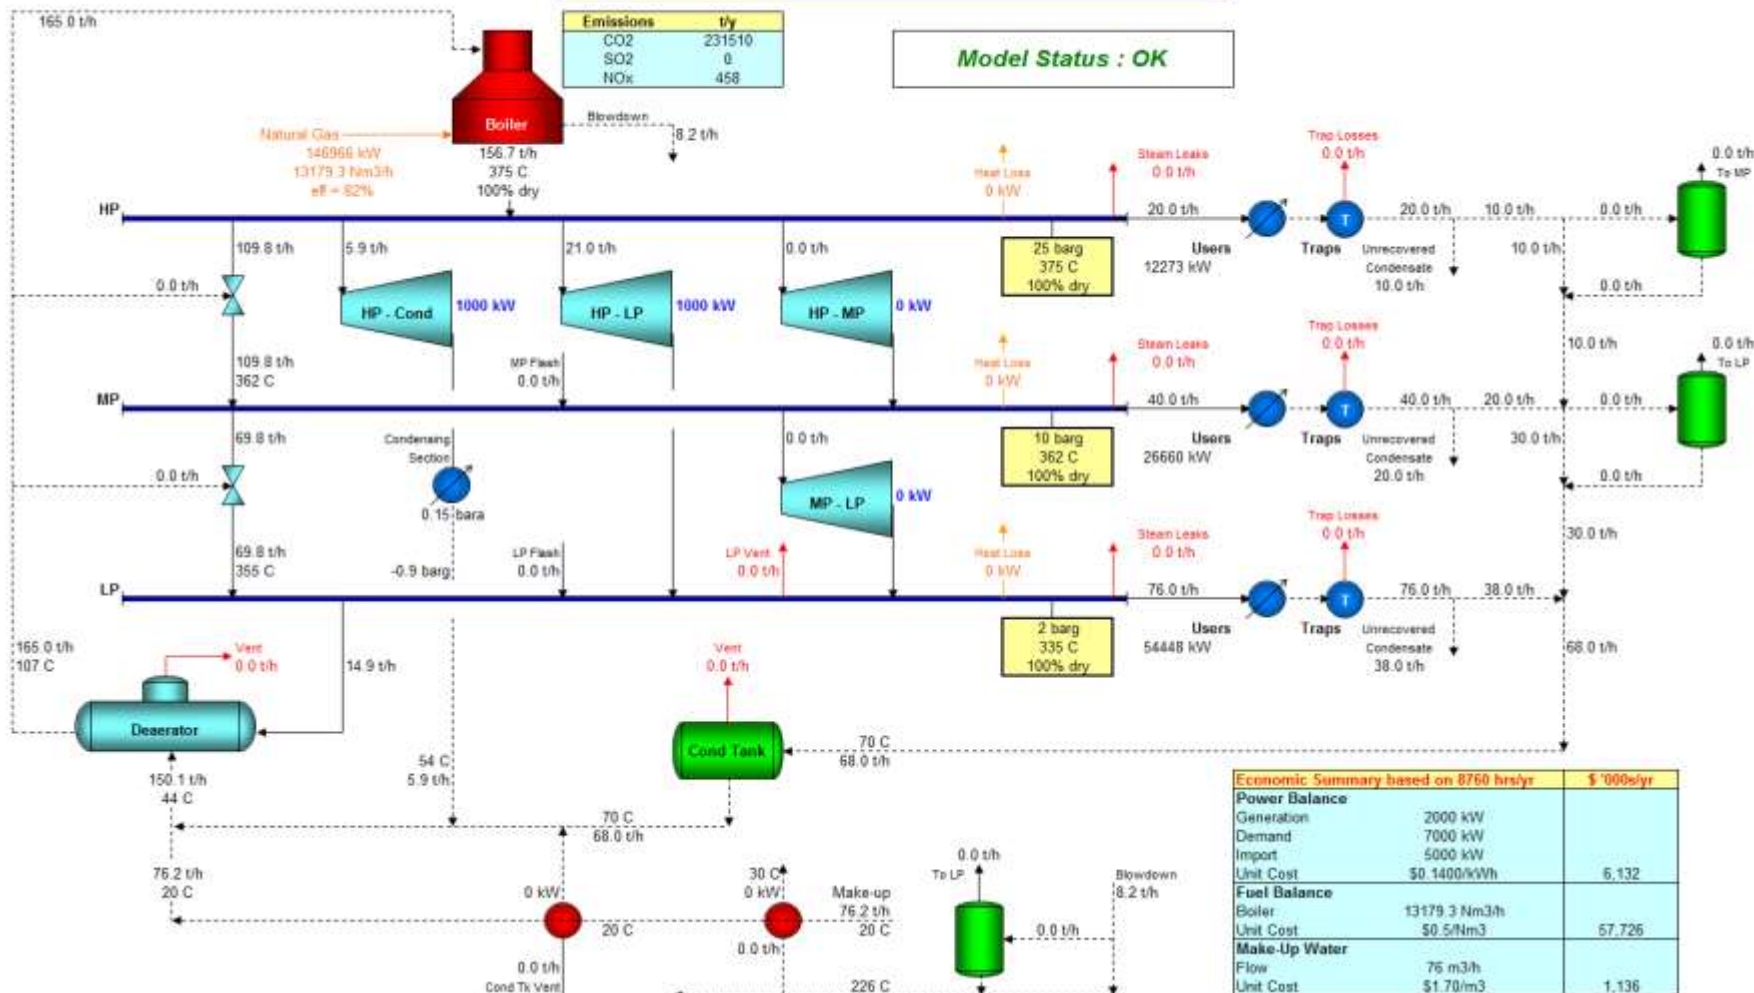 165.0 t/h
Emissions t/y
CO2 231510
SO2 0
NOx 458
Model Status : OK
Boiler
Blowdown
8.2 t/h
Natural Gas
146966 kW
13179.3 Nm3/h
eff = 82%
156.7 t/h
375 C
100% dry
Heat Loss
0 kW
Steam Leaks
0.0 t/h
Trap Losses
0.0 t/h
0.0 t/h
To MP
HP
109.8 t/h
5.9 t/h
21.0 t/h
0.0 t/h
25 barg
375 C
100% dry
20.0 t/h
Users
12273 kW
T
Traps
20.0 t/h
10.0 t/h
0.0 t/h
Unrecovered
Condensate
10.0 t/h
10.0 t/h
0.0 t/h
0.0 t/h
HP - Cond
1000 kW
HP - LP
1000 kW
HP - MP
0 kW
109.8 t/h
362 C
MP Flash
0.0 t/h
Heat Loss
0 kW
Steam Leaks
0.0 t/h
Trap Losses
0.0 t/h
10.0 t/h
0.0 t/h
To LP
MP
69.8 t/h
Condensing
Section
0.0 t/h
10 barg
362 C
100% dry
40.0 t/h
Users
26660 kW
T
Traps
40.0 t/h
20.0 t/h
0.0 t/h
Unrecovered
Condensate
20.0 t/h
30.0 t/h
0.0 t/h
0.0 t/h
0.15 bara
MP - LP
0 kW
69.8 t/h
355 C
-0.9 barg
LP Flash
0.0 t/h
LP Vent
0.0 t/h
Heat Loss
0 kW
Steam Leaks
0.0 t/h
Trap Losses
0.0 t/h
30.0 t/h
LP
2 barg
335 C
100% dry
76.0 t/h
Users
54448 kW
T
Traps
76.0 t/h
38.0 t/h
Unrecovered
Condensate
38.0 t/h
68.0 t/h
165.0 t/h
107 C
Vent
0.0 t/h
14.9 t/h
Vent
0.0 t/h
Deaerator
Cond Tank
70 C
68.0 t/h
150.1 t/h
44 C
54 C
5.9 t/h
70 C
68.0 t/h
76.2 t/h
20 C
0 kW
20 C
30 C
0 kW
Make-up
76.2 t/h
20 C
0.0 t/h
0.0 t/h
To LP
Blowdown
8.2 t/h
0.0 t/h
0.0 t/h
Cond Tk Vent
226 C
Economic Summary based on 8760 hrs/yr $ '000s/yr
Power Balance
Generation 2000 kW
Demand 7000 kW
Import 5000 kW
Unit Cost $0.1400/kWh 6,132
Fuel Balance
Boiler 13179.3 Nm3/h
Unit Cost $0.5/Nm3 57,726
Make-Up Water
Flow 76 m3/h
Unit Cost $1.70/m3 1,136